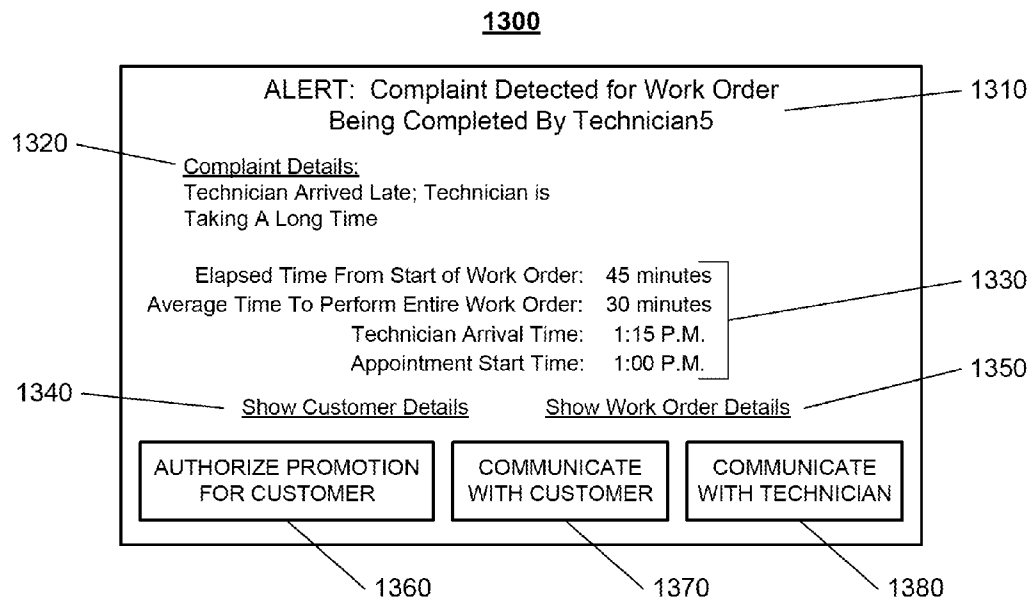 1300
ALERT: Complaint Detected for Work Order
Being Completed By Technician5
1310
1320
Complaint Details:
Technician Arrived Late; Technician is
Taking A Long Time
Elapsed Time From Start of Work Order: 45 minutes
Average Time To Perform Entire Work Order: 30 minutes
Technician Arrival Time: 1:15 P.M.
Appointment Start Time: 1:00 P.M.
1330
1340
Show Customer Details
Show Work Order Details
1350
AUTHORIZE PROMOTION
FOR CUSTOMER
COMMUNICATE
WITH CUSTOMER
COMMUNICATE
WITH TECHNICIAN
1360
1370
1380